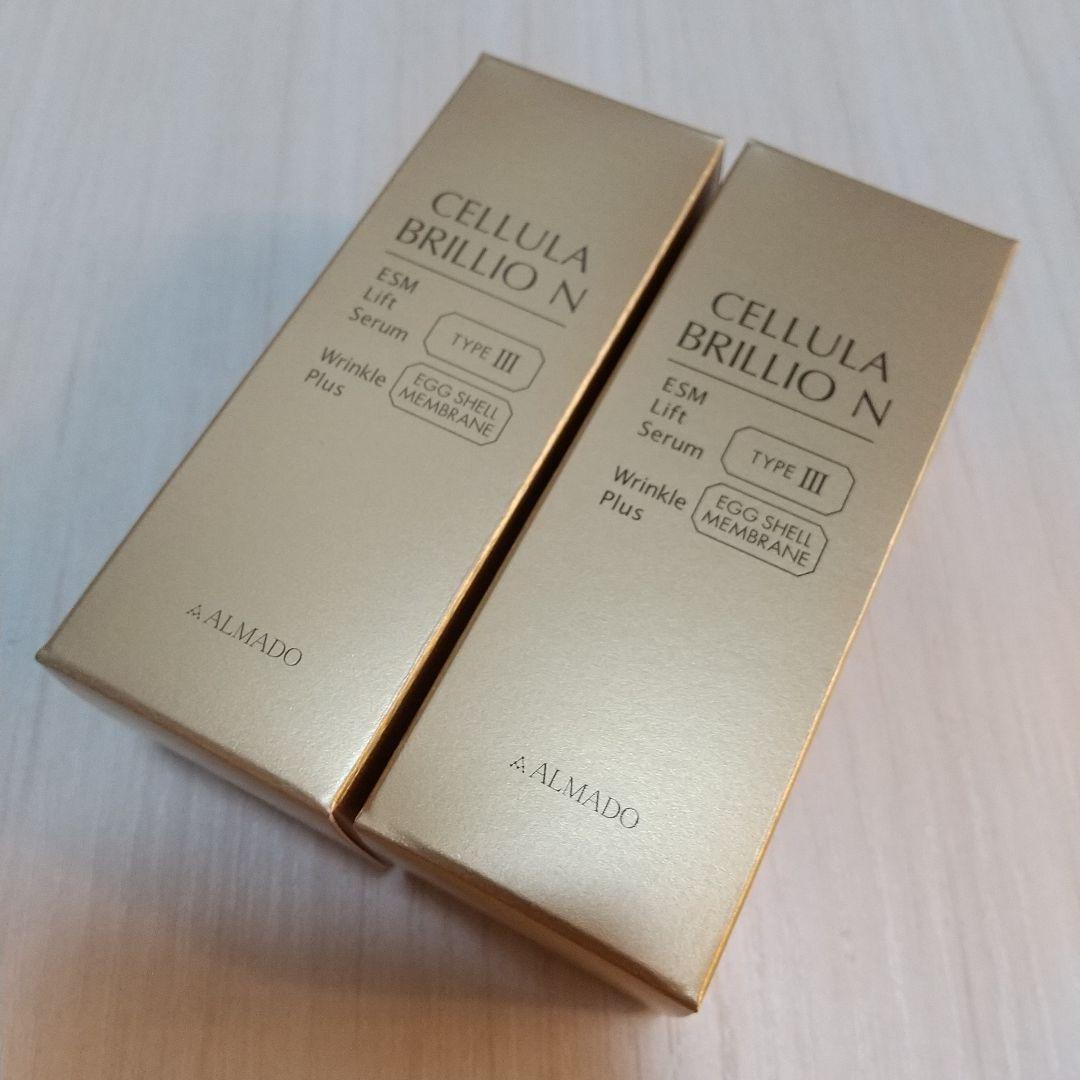 CELLULA
BRILLIO N
ESM
Lift
Serum
TYPE III
Wrinkle
Plus
EGG SHELL
MEMBRANE
ALMADO
CELLULA
BRILLIO N
ESM
Lift
Serum
TYPE III
Wrinkle
Plus
EGG SHELL
MEMBRANE
ALMADO